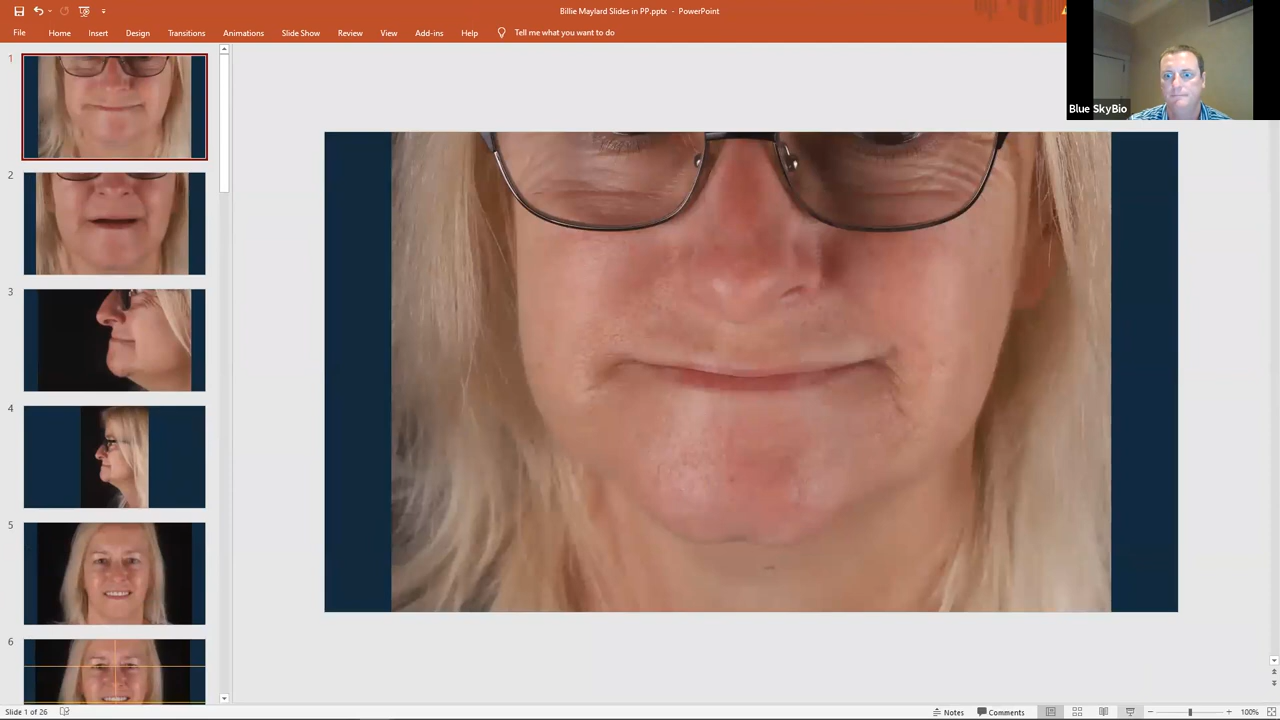 Billie Maylard Slides in PP.pptx - PowerPoint
File Home Insert Design Transitions Animations Slide Show Review View Add-ins Help Tell me what you want to do
Blue SkyBio
1
2
3
4
5
6
Slide 1 of 26 Notes Comments 100%